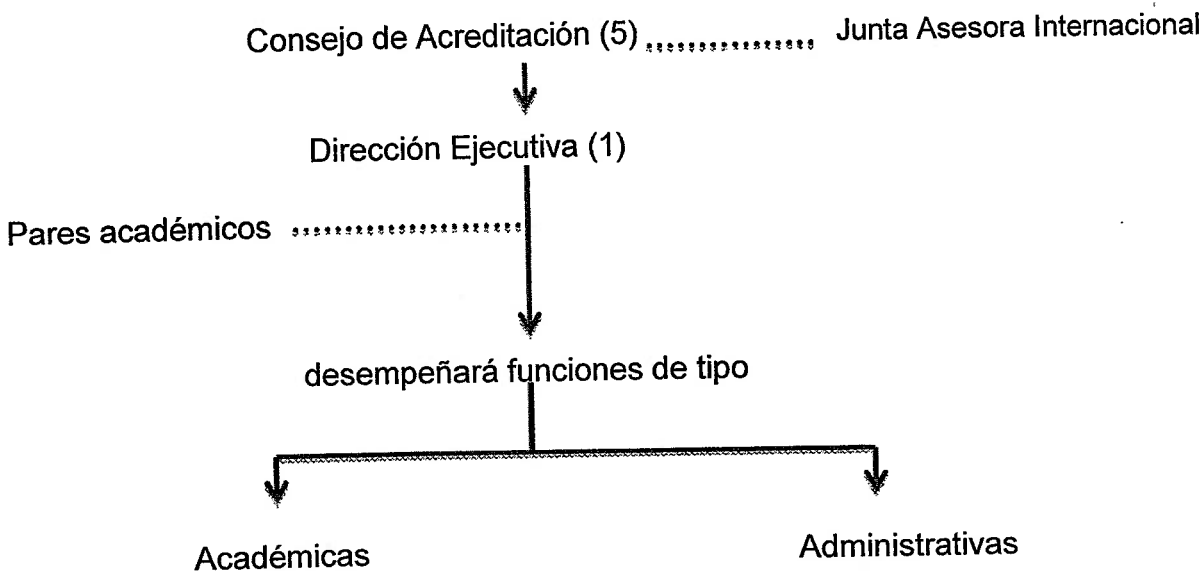 Consejo de Acreditación (5) ................ Junta Asesora Internacional
Dirección Ejecutiva (1)
Pares académicos ......................
desempeñará funciones de tipo
Académicas
Administrativas